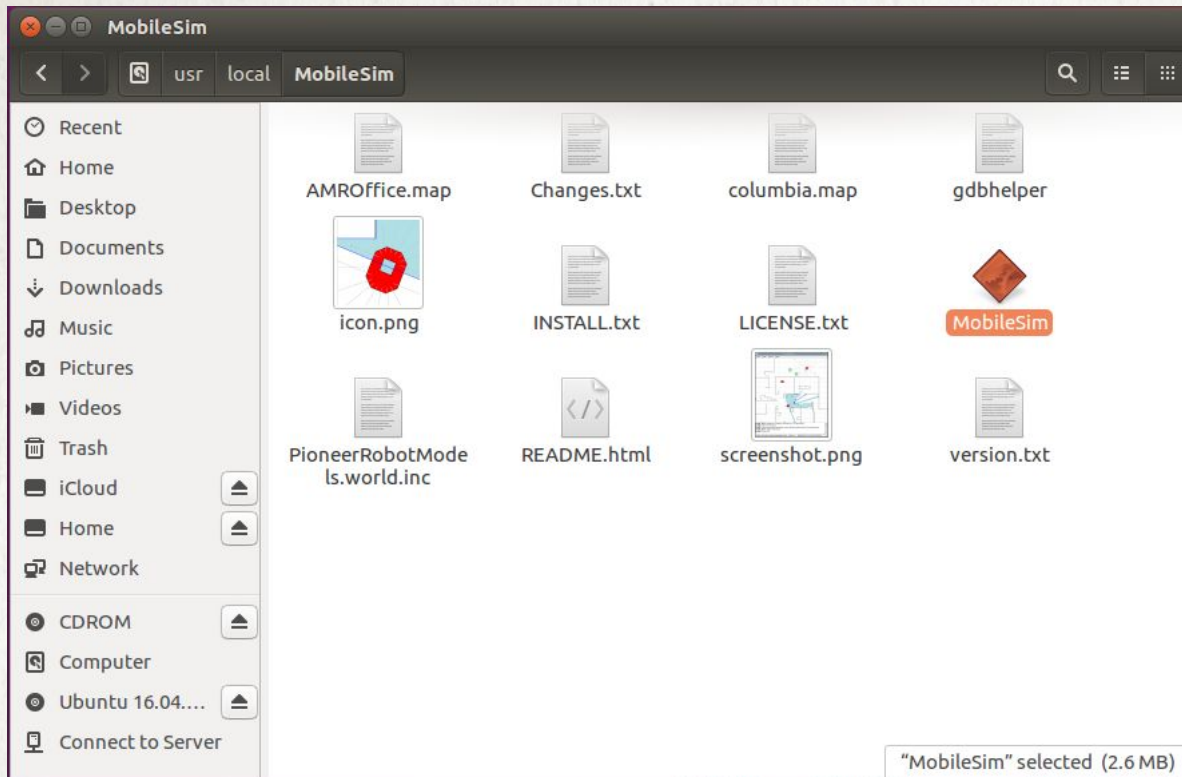 MobileSim
usr local MobileSim
Recent
Home
Desktop
Documents
Downloads
Music
Pictures
Videos
Trash
iCloud
Home
Network
CDROM
Computer
Ubuntu 16.04....
Connect to Server
AMROffice.map Changes.txt columbia.map gdbhelper
icon.png INSTALL.txt LICENSE.txt MobileSim
PioneerRobotMode README.html screenshot.png version.txt
ls.world.inc
“MobileSim” selected (2.6 MB)